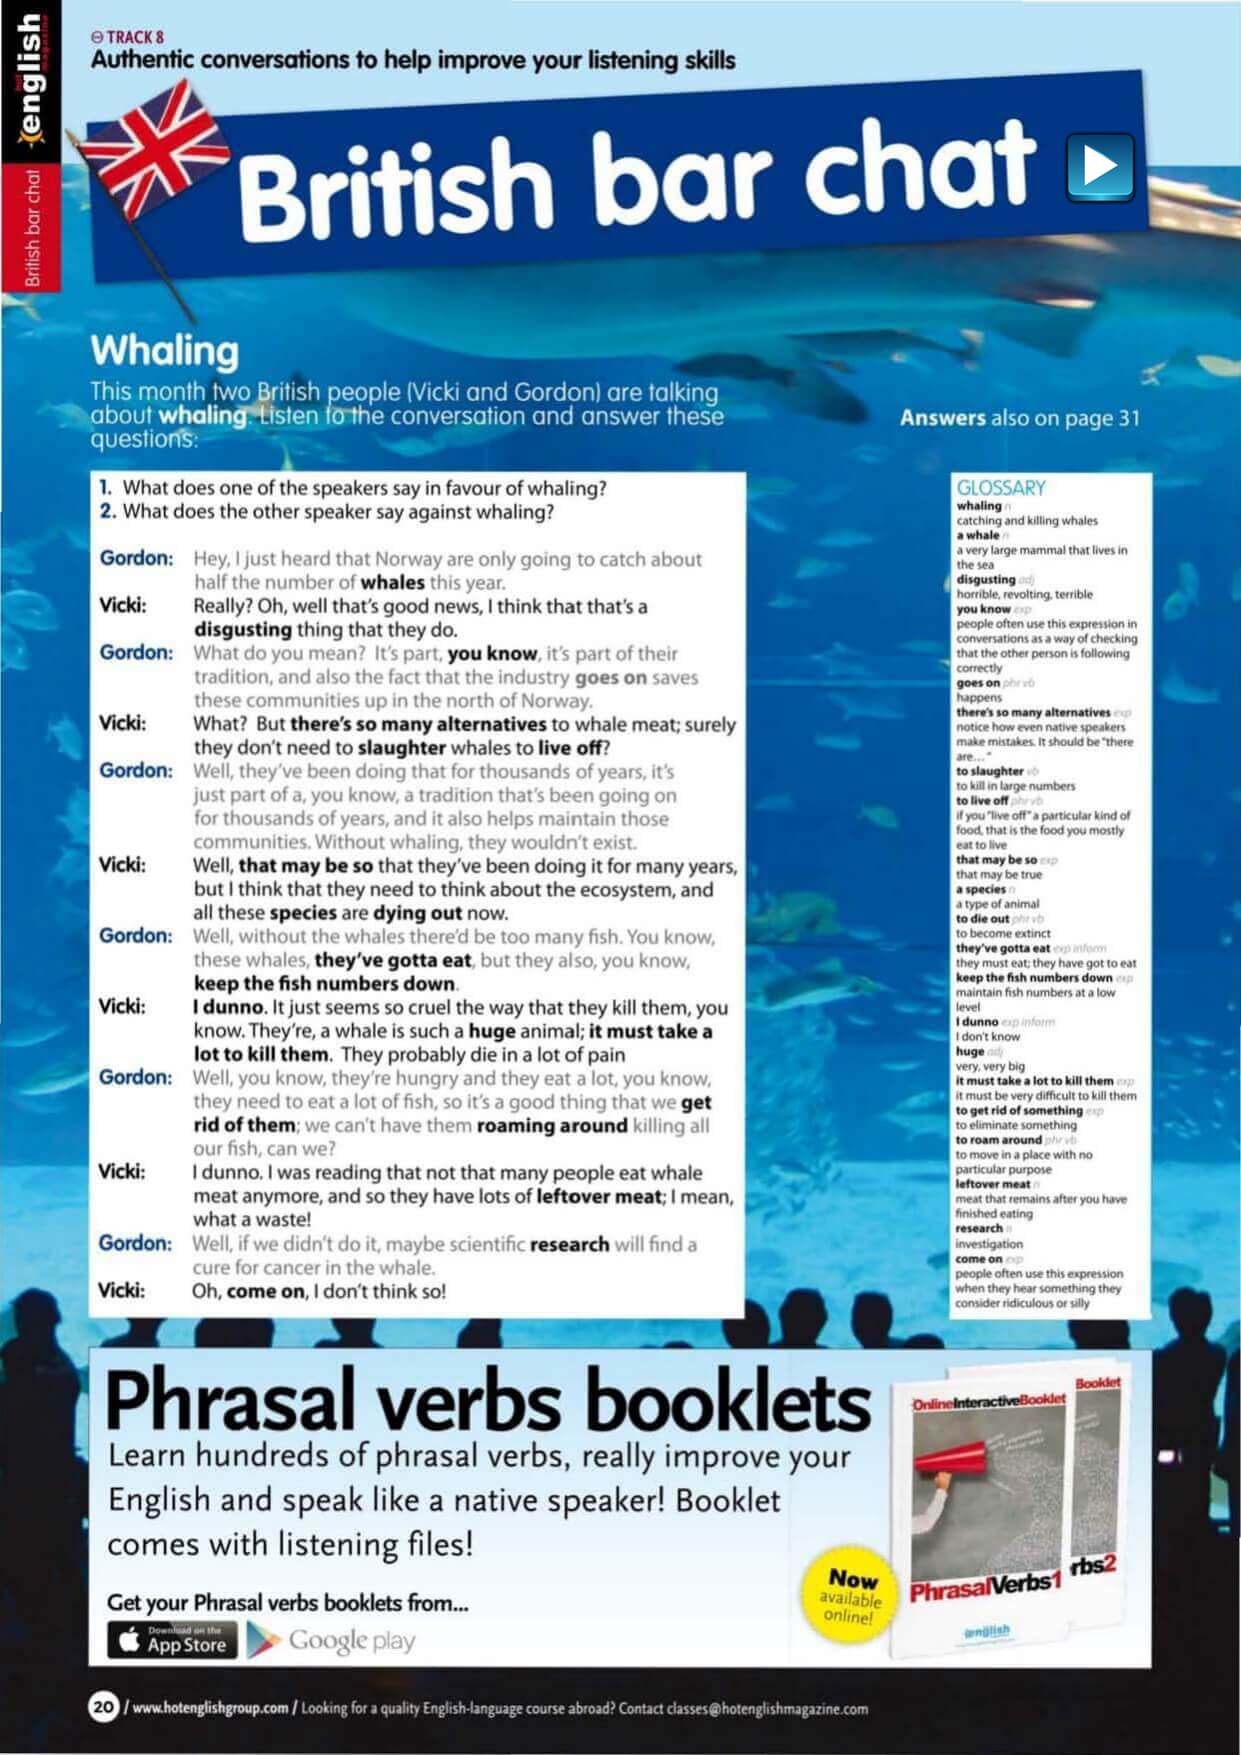 hot
english
magazine
British bar chat
TRACK 8
Authentic conversations to help improve your listening skills
British bar chat
Whaling
This month two British people (Vicki and Gordon) are talking
about whaling. Listen to the conversation and answer these
questions:
Answers also on page 31
1. What does one of the speakers say in favour of whaling?
2. What does the other speaker say against whaling?
Gordon: Hey, I just heard that Norway are only going to catch about
half the number of whales this year.
Vicki: Really? Oh, well that's good news, I think that that's a
disgusting thing that they do.
Gordon: What do you mean? It's part, you know, it's part of their
tradition, and also the fact that the industry goes on saves
these communities up in the north of Norway.
Vicki: What? But there's so many alternatives to whale meat; surely
they don't need to slaughter whales to live off?
Gordon: Well, they've been doing that for thousands of years, it's
just part of a, you know, a tradition that's been going on
for thousands of years, and it also helps maintain those
communities. Without whaling, they wouldn't exist.
Vicki: Well, that may be so that they've been doing it for many years,
but I think that they need to think about the ecosystem, and
all these species are dying out now.
Gordon: Well, without the whales there'd be too many fish. You know,
these whales, they've gotta eat, but they also, you know,
keep the fish numbers down.
Vicki: I dunno. It just seems so cruel the way that they kill them, you
know. They're, a whale is such a huge animal; it must take a
lot to kill them. They probably die in a lot of pain
Gordon: Well, you know, they're hungry and they eat a lot, you know,
they need to eat a lot of fish, so it's a good thing that we get
rid of them; we can't have them roaming around killing all
our fish, can we?
Vicki: I dunno. I was reading that not that many people eat whale
meat anymore, and so they have lots of leftover meat; I mean,
what a waste!
Gordon: Well, if we didn't do it, maybe scientific research will find a
cure for cancer in the whale.
Vicki: Oh, come on, I don't think so!
GLOSSARY
whaling n
catching and killing whales
a whale n
a very large mammal that lives in
the sea
disgusting adj
horrible, revolting, terrible
you know exp
people often use this expression in
conversations as a way of checking
that the other person is following
correctly
goes on phr vb
happens
there's so many alternatives exp
notice how even native speakers
make mistakes. It should be "there
are..."
to slaughter vb
to kill in large numbers
to live off phr vb
if you "live off" a particular kind of
food, that is the food you mostly
eat to live
that may be so exp
that may be true
a species n
a type of animal
to die out phr vb
to become extinct
they've gotta eat exp inform
they must eat; they have got to eat
keep the fish numbers down exp
maintain fish numbers at a low
level
I dunno exp inform
I don't know
huge adj
very, very big
it must take a lot to kill them exp
it must be very difficult to kill them
to get rid of something exp
to eliminate something
to roam around phr vb
to move in a place with no
particular purpose
leftover meat n
meat that remains after you have
finished eating
research n
investigation
come on exp
people often use this expression
when they hear something they
consider ridiculous or silly
Phrasal verbs booklets
Learn hundreds of phrasal verbs, really improve your
English and speak like a native speaker! Booklet
comes with listening files!
Get your Phrasal verbs booklets from...
Download on the
App Store
Google play
Now
available
online!
Booklet
OnlineInteractiveBooklet
rbs2
PhrasalVerbs1
english
20 / www.hotenglishgroup.com / Looking for a quality English-language course abroad? Contact classes@hotenglishmagazine.com